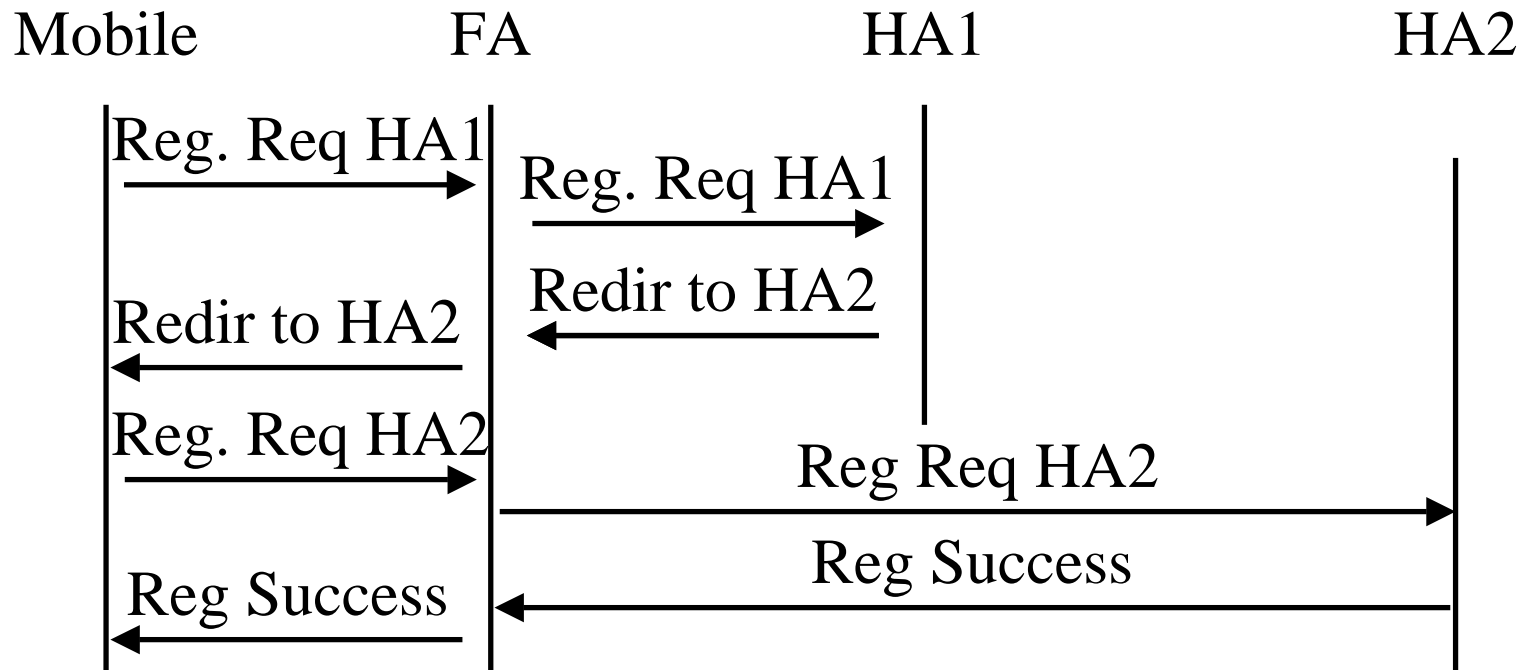 Mobile
FA
HA1
HA2
Reg. Req HA1
Reg. Req HA1
Redir to HA2
Redir to HA2
Reg. Req HA2
Reg Req HA2
Reg Success
Reg Success